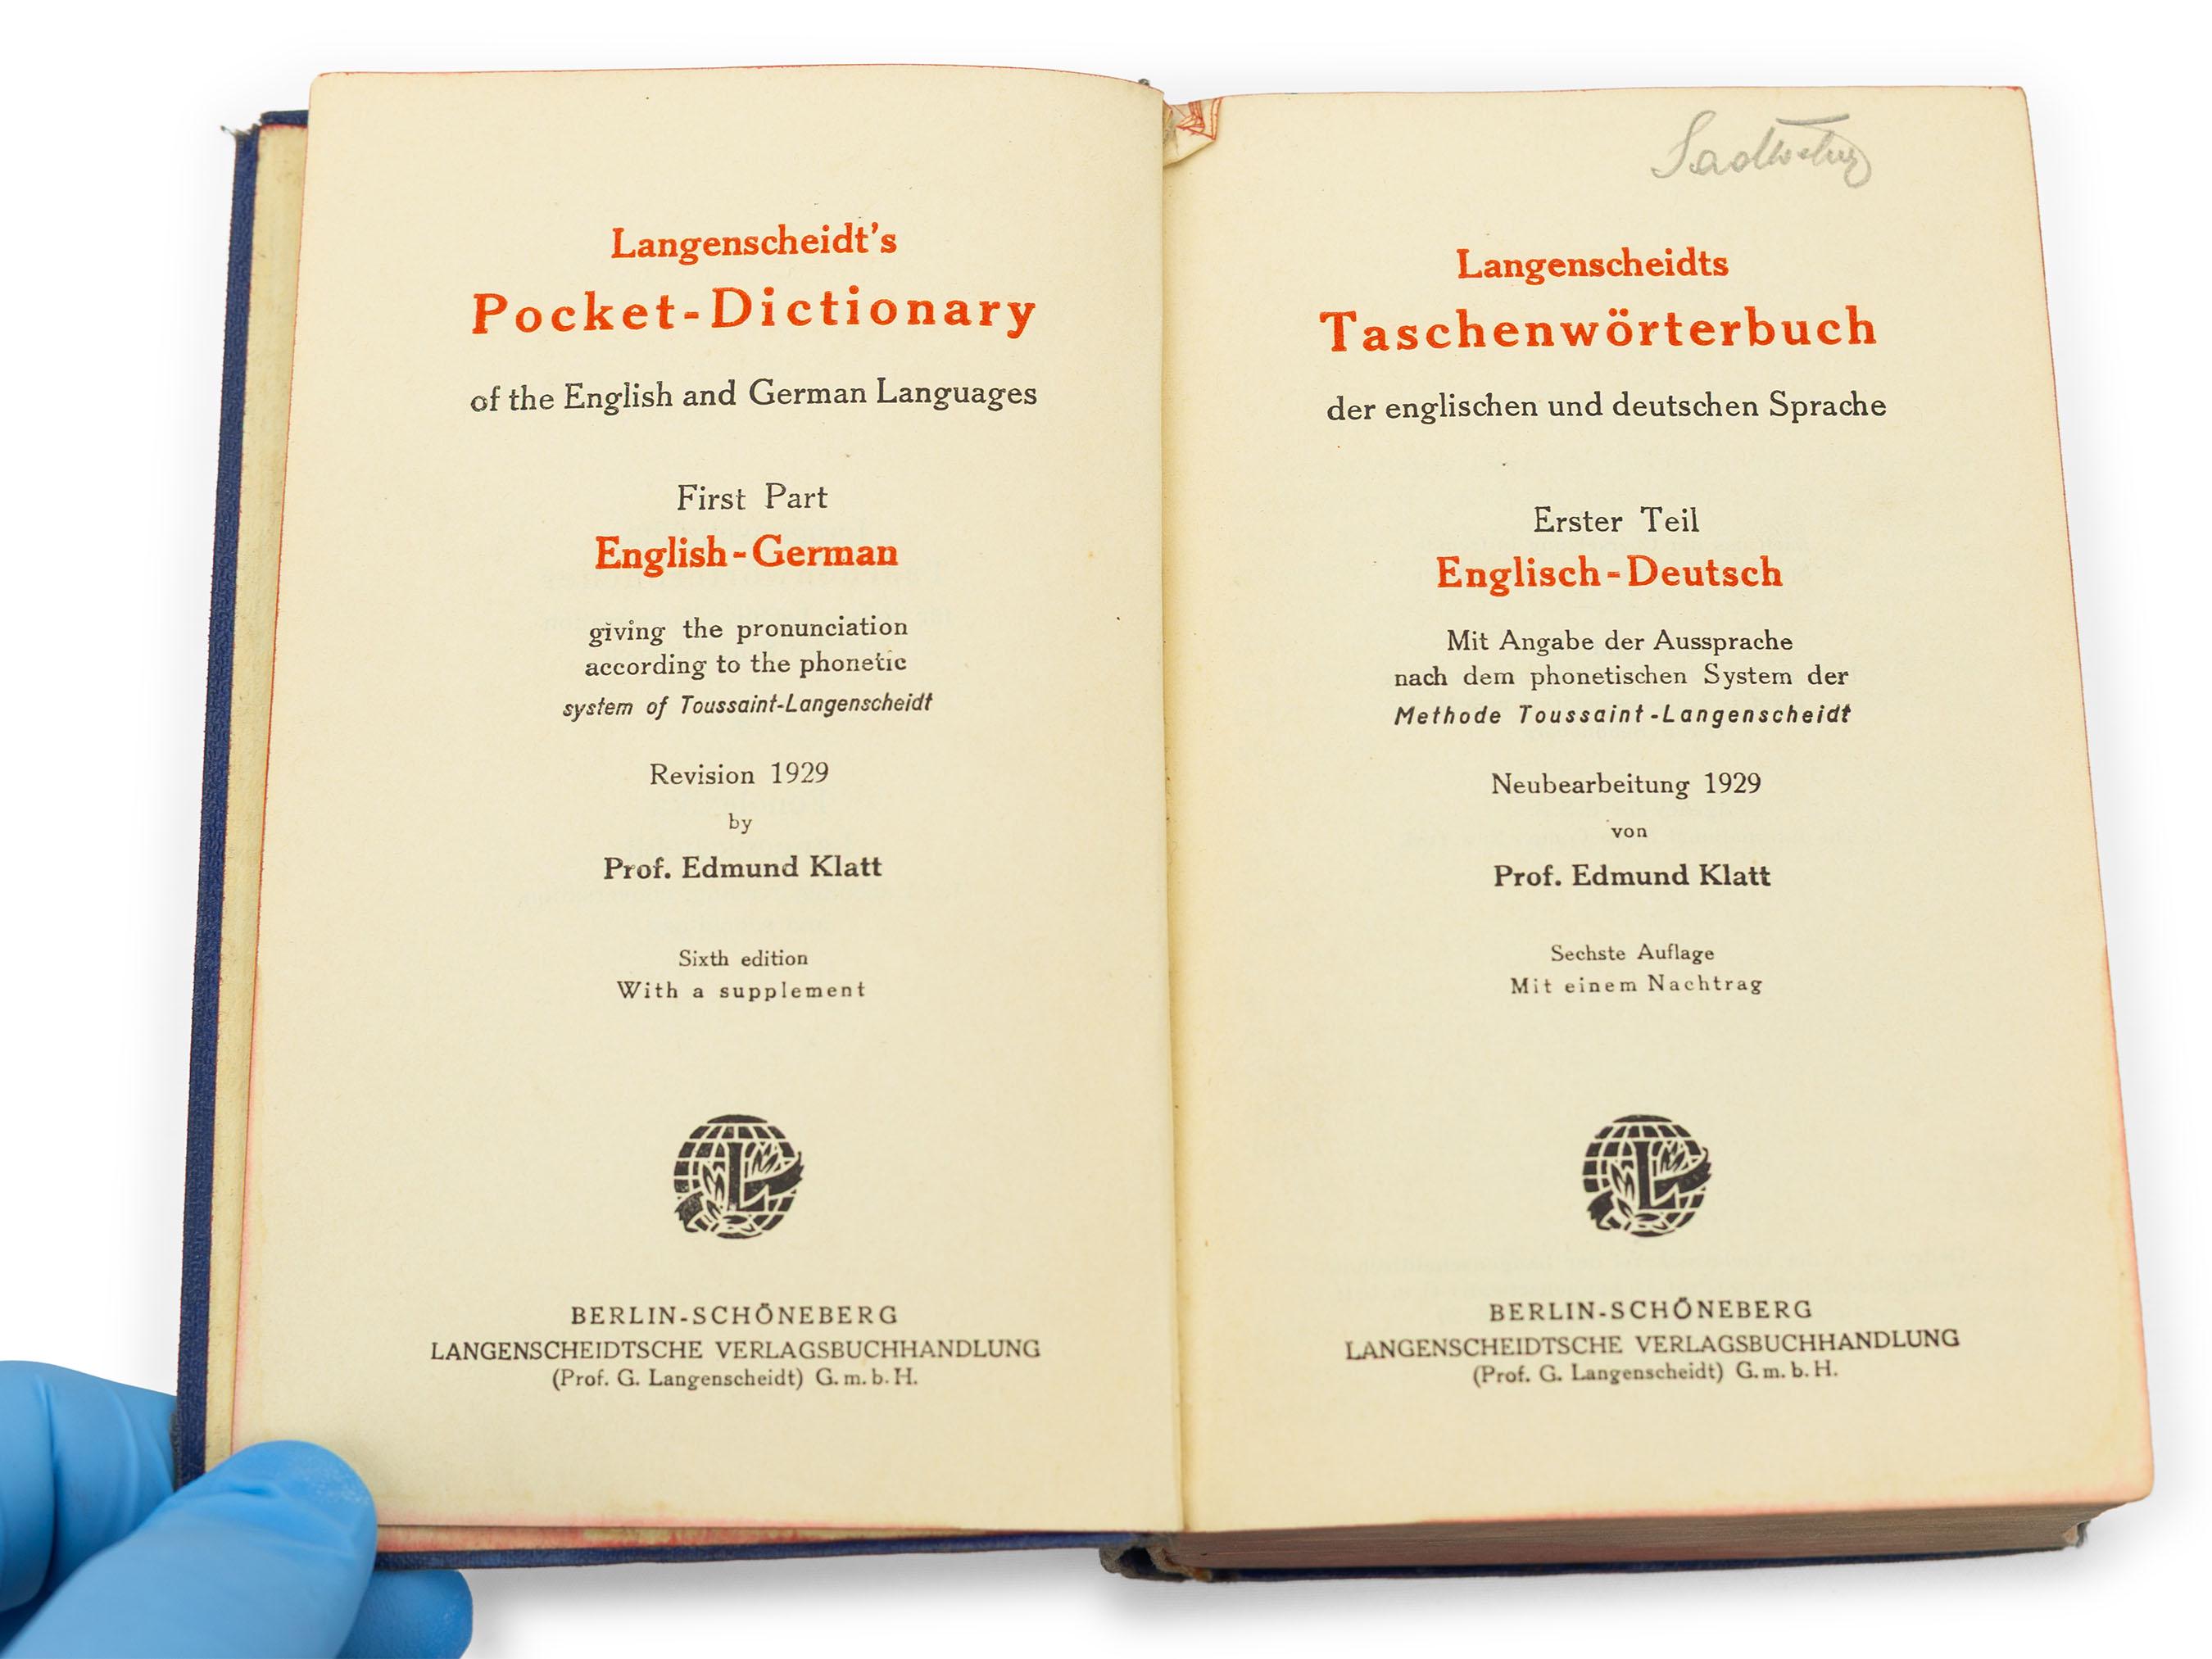 Langenscheidt's
Pocket-Dictionary
of the English and German Languages
First Part
English-German
giving the pronunciation
according to the phonetic
system of Toussaint-Langenscheidt
Revision 1929
by
Prof. Edmund Klatt
Sixth edition
With a supplement
L
BERLIN-SCHÖNEBERG
LANGENSCHEIDTSCHE VERLAGSBUCHHANDLUNG
(Prof. G. Langenscheidt) G.m.b.H.
Langenscheidts
Taschenwörterbuch
der englischen und deutschen Sprache
Erster Teil
Englisch-Deutsch
Mit Angabe der Aussprache
nach dem phonetischen System der
Methode Toussaint-Langenscheidt
Neubearbeitung 1929
von
Prof. Edmund Klatt
Sechste Auflage
Mit einem Nachtrag
L
BERLIN-SCHÖNEBERG
LANGENSCHEIDTSCHE VERLAGSBUCHHANDLUNG
(Prof. G. Langenscheidt) G.m.b.H.